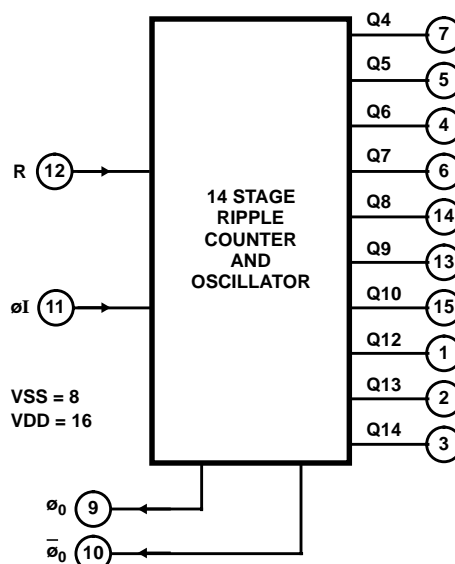 Q4 7
Q5 5
Q6 4
R 12 Q7 6
14 STAGE
RIPPLE
COUNTER
AND
OSCILLATOR
Q8 14
Q9 13
øI 11 Q10 15
Q12 1
Q13 2
Q14 3
VSS = 8
VDD = 16
ø0 9
ø̅0 10